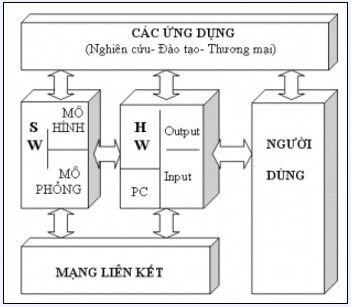 CÁC ỨNG DỤNG
(Nghiên cứu- Đào tạo- Thương mại)
S
W
MÔ
HÌNH
MÔ
PHỎNG
H
W
Output
Input
PC
NGƯỜI
DÙNG
MẠNG LIÊN KẾT